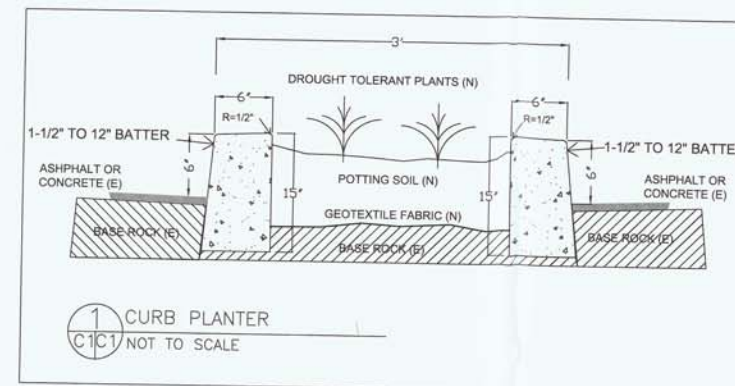 3'
DROUGHT TOLERANT PLANTS (N)
6"
6"
R=1/2"
R=1/2"
1-1/2" TO 12" BATTER
1-1/2" TO 12" BATTE
6"
6"
ASHPHALT OR
CONCRETE (E)
ASHPHALT OR
CONCRETE (E)
15"
15"
POTTING SOIL (N)
GEOTEXTILE FABRIC (N)
BASE ROCK (E)
BASE ROCK (E)
BASE ROCK (E)
1
C1 C1
CURB PLANTER
NOT TO SCALE